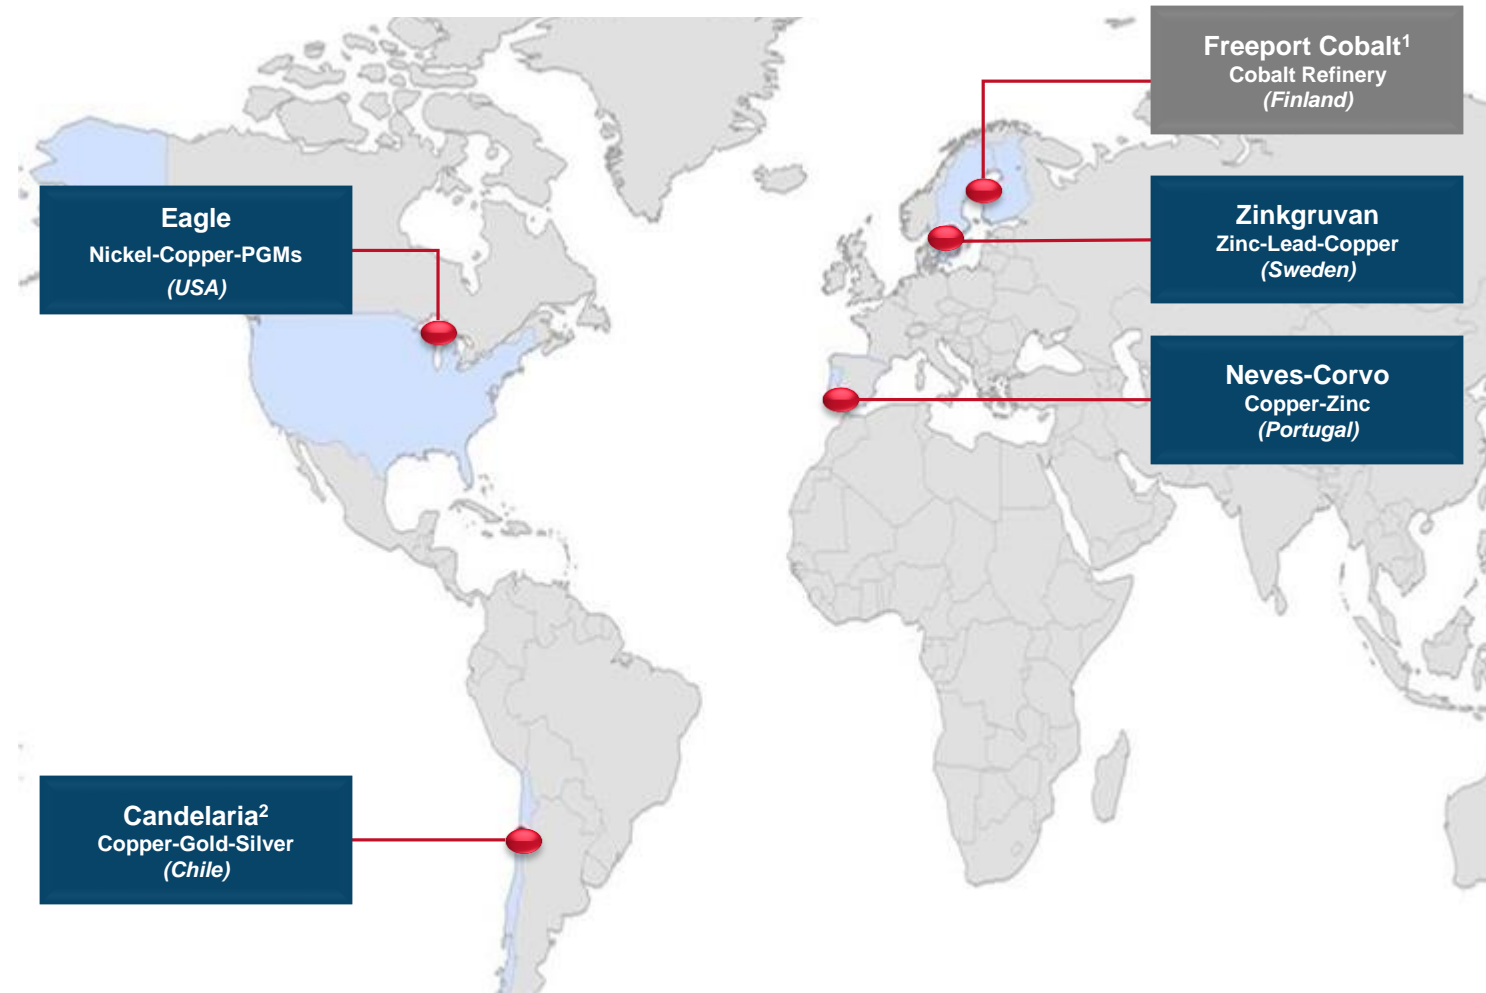 Freeport Cobalt¹
Cobalt Refinery
(Finland)
Eagle
Nickel-Copper-PGMs
(USA)
Zinkgruvan
Zinc-Lead-Copper
(Sweden)
Neves-Corvo
Copper-Zinc
(Portugal)
Candelaria²
Copper-Gold-Silver
(Chile)